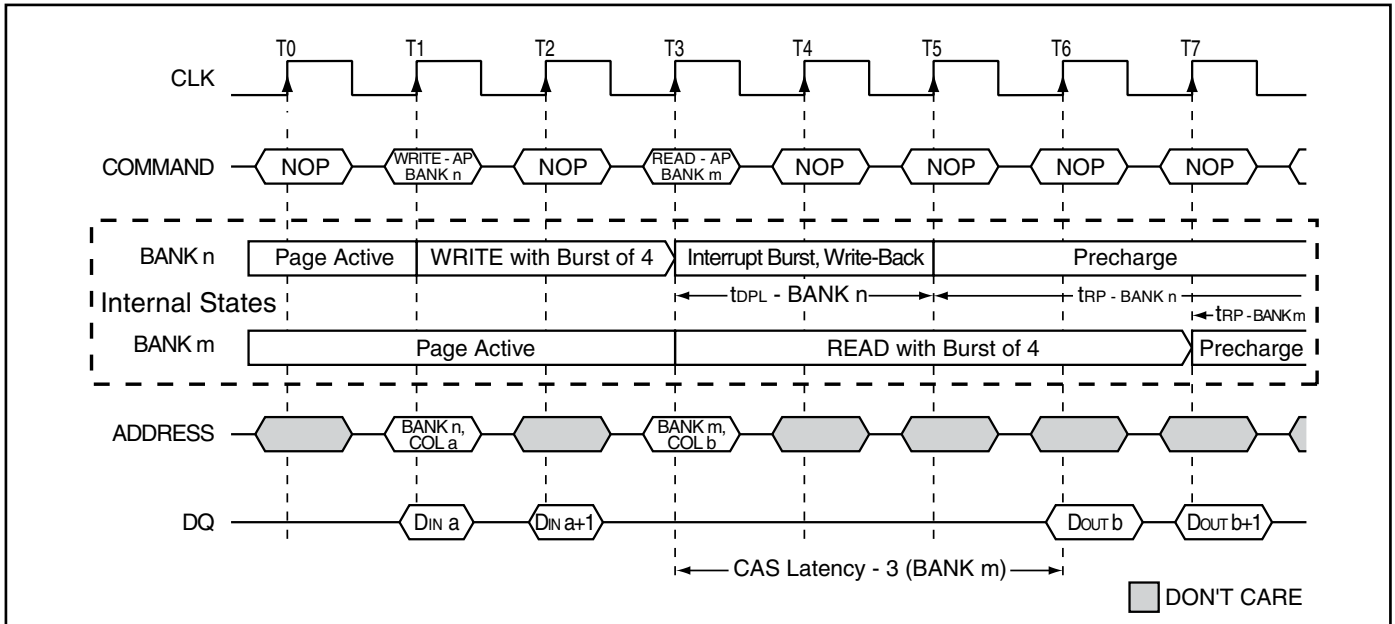 T0 T1 T2 T3 T4 T5 T6 T7
CLK
COMMAND NOP WRITE - AP BANK n NOP READ - AP BANK m NOP NOP NOP NOP
BANK n Page Active WRITE with Burst of 4 Interrupt Burst, Write-Back Precharge
tDPL - BANK n tRP - BANK n
Internal States
tRP - BANK m
BANK m Page Active READ with Burst of 4 Precharge
ADDRESS BANK n, COL a BANK m, COL b
DQ DIN a DIN a+1 DOUT b DOUT b+1
CAS Latency - 3 (BANK m)
DON'T CARE